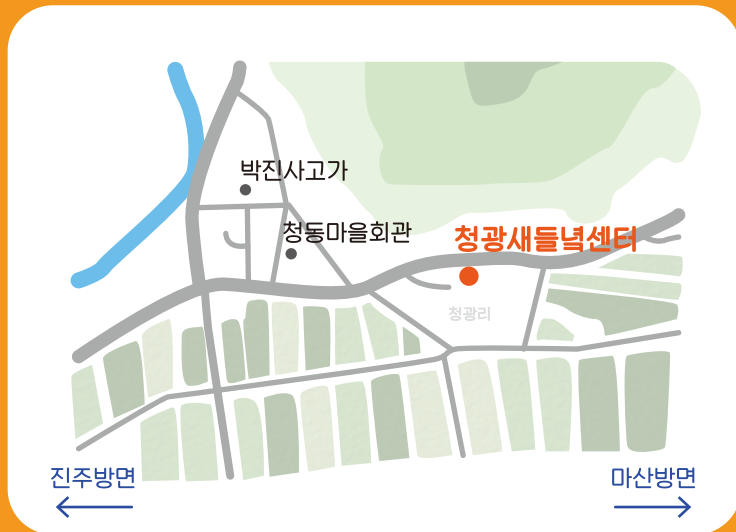 박진사고가
청동마을회관
청광새들녘센터
청광리
진주방면
마산방면